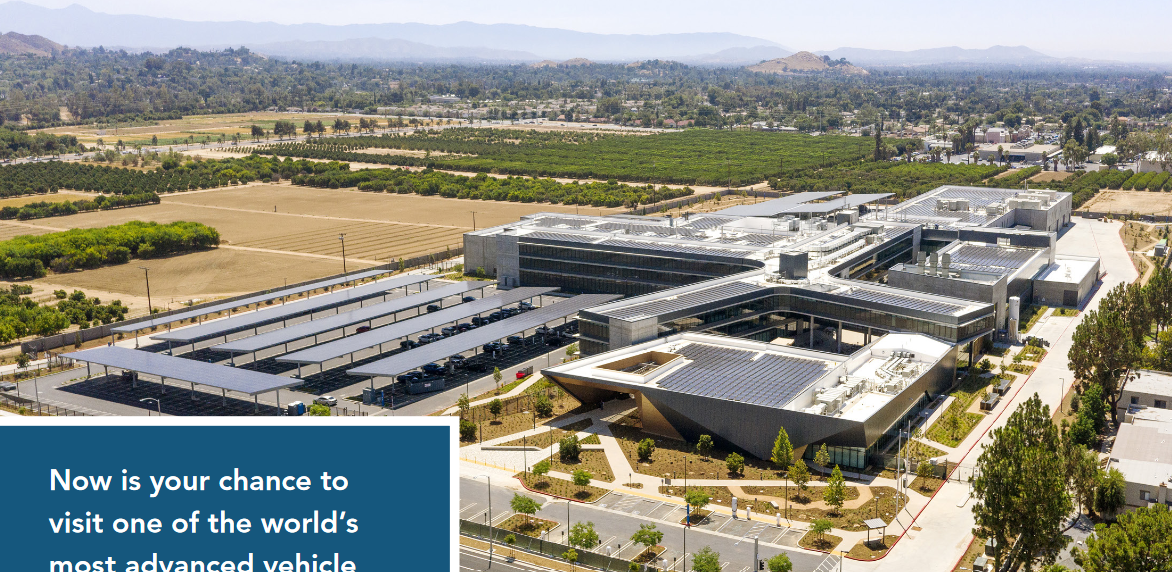 Now is your chance to
visit one of the world's
most advanced vehicle